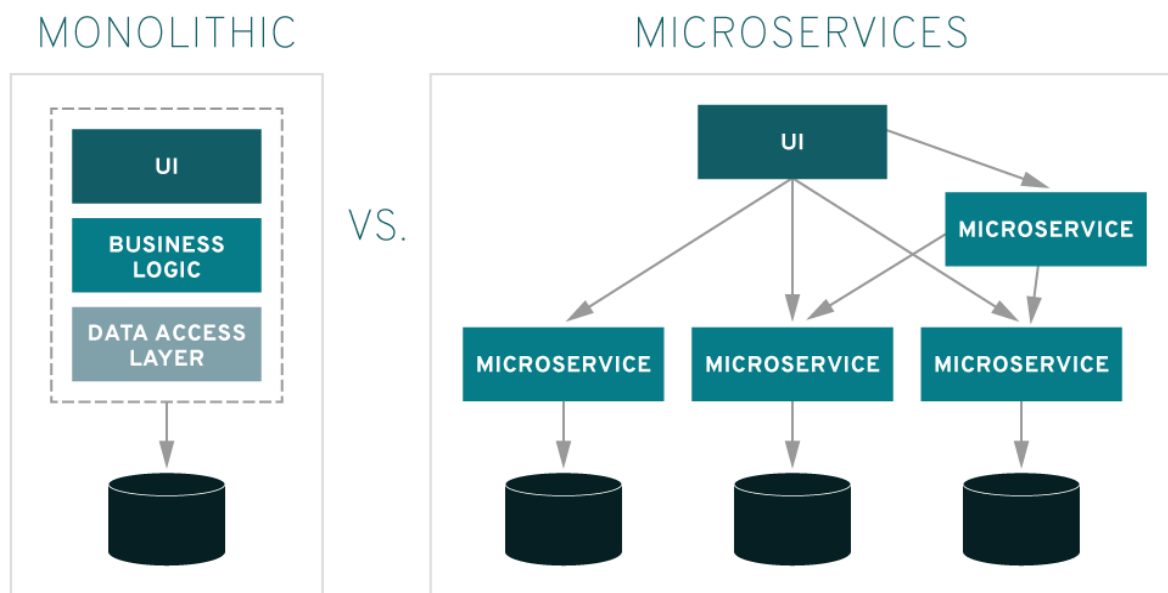 MONOLITHIC
MICROSERVICES
UI
BUSINESS
LOGIC
DATA ACCESS
LAYER
VS.
UI
MICROSERVICE
MICROSERVICE
MICROSERVICE
MICROSERVICE